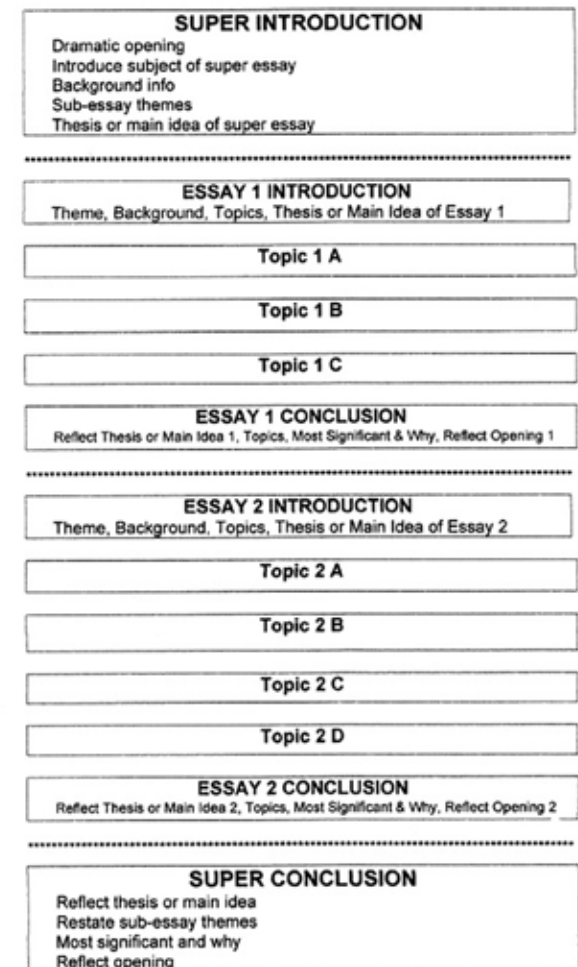 SUPER INTRODUCTION
Dramatic opening
Introduce subject of super essay
Background info
Sub-essay themes
Thesis or main idea of super essay
ESSAY 1 INTRODUCTION
Theme, Background, Topics, Thesis or Main Idea of Essay 1
Topic 1 A
Topic 1 B
Topic 1 C
ESSAY 1 CONCLUSION
Reflect Thesis or Main Idea 1, Topics, Most Significant & Why, Reflect Opening 1
ESSAY 2 INTRODUCTION
Theme, Background, Topics, Thesis or Main Idea of Essay 2
Topic 2 A
Topic 2 B
Topic 2 C
Topic 2 D
ESSAY 2 CONCLUSION
Reflect Thesis or Main Idea 2, Topics, Most Significant & Why, Reflect Opening 2
SUPER CONCLUSION
Reflect thesis or main idea
Restate sub-essay themes
Most significant and why
Reflect opening